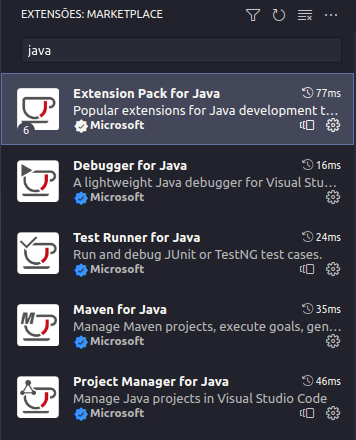 EXTENSÕES: MARKETPLACE
java
Extension Pack for Java 77ms
Popular extensions for Java development t...
6 Microsoft
Debugger for Java 16ms
A lightweight Java debugger for Visual Stu...
Microsoft
Test Runner for Java 24ms
Run and debug JUnit or TestNG test cases.
Microsoft
M Maven for Java 35ms
Manage Maven projects, execute goals, gen...
Microsoft
Project Manager for Java 46ms
Manage Java projects in Visual Studio Code
Microsoft